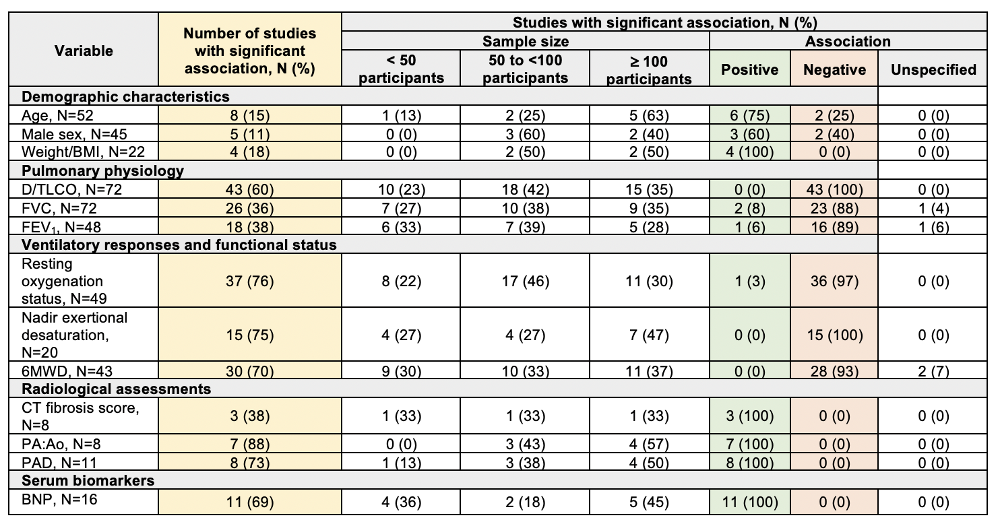 Variable
Number of studies
with significant
association, N (%)
Studies with significant association, N (%)
Sample size
Association
< 50
participants
50 to <100
participants
≥ 100
participants
Positive
Negative
Unspecified
Demographic characteristics
Age, N=52 8 (15) 1 (13) 2 (25) 5 (63) 6 (75) 2 (25) 0 (0)
Male sex, N=45 5 (11) 0 (0) 3 (60) 2 (40) 3 (60) 2 (40) 0 (0)
Weight/BMI, N=22 4 (18) 0 (0) 2 (50) 2 (50) 4 (100) 0 (0) 0 (0)
Pulmonary physiology
D/TLCO, N=72 43 (60) 10 (23) 18 (42) 15 (35) 0 (0) 43 (100) 0 (0)
FVC, N=72 26 (36) 7 (27) 10 (38) 9 (35) 2 (8) 23 (88) 1 (4)
FEV₁, N=48 18 (38) 6 (33) 7 (39) 5 (28) 1 (6) 16 (89) 1 (6)
Ventilatory responses and functional status
Resting
oxygenation
status, N=49
37 (76) 8 (22) 17 (46) 11 (30) 1 (3) 36 (97) 0 (0)
Nadir exertional
desaturation,
N=20
15 (75) 4 (27) 4 (27) 7 (47) 0 (0) 15 (100) 0 (0)
6MWD, N=43 30 (70) 9 (30) 10 (33) 11 (37) 0 (0) 28 (93) 2 (7)
Radiological assessments
CT fibrosis score,
N=8
3 (38) 1 (33) 1 (33) 1 (33) 3 (100) 0 (0) 0 (0)
PA:Ao, N=8 7 (88) 0 (0) 3 (43) 4 (57) 7 (100) 0 (0) 0 (0)
PAD, N=11 8 (73) 1 (13) 3 (38) 4 (50) 8 (100) 0 (0) 0 (0)
Serum biomarkers
BNP, N=16 11 (69) 4 (36) 2 (18) 5 (45) 11 (100) 0 (0) 0 (0)